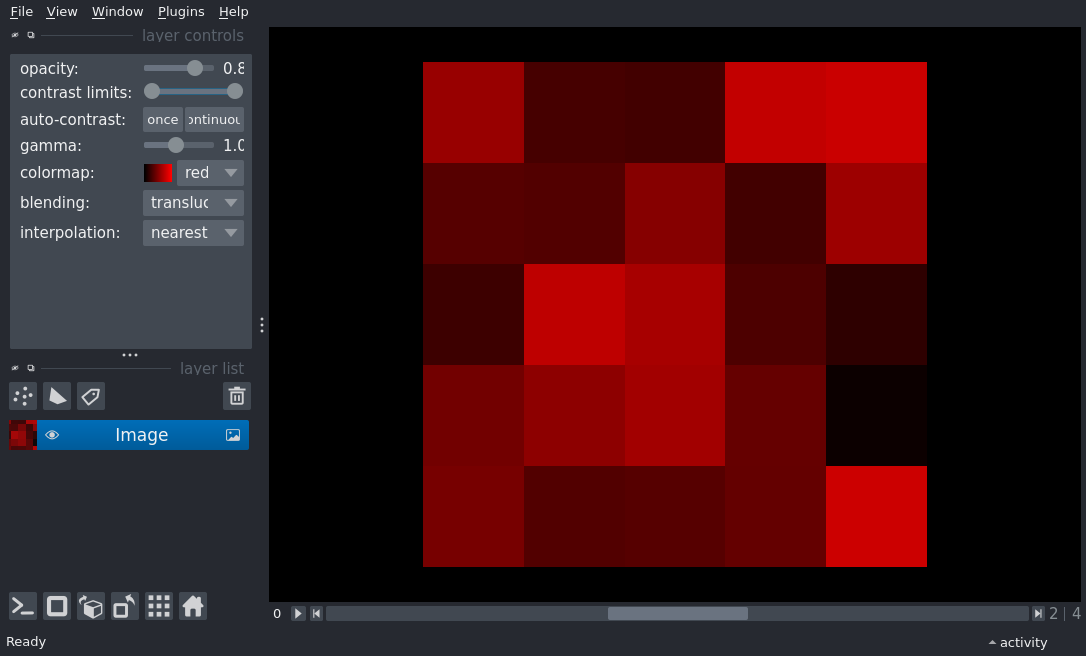 File View Window Plugins Help
layer controls
opacity: 0.8
contrast limits:
auto-contrast: once ontinuou
gamma: 1.0
colormap: red
blending: transluc
interpolation: nearest
layer list
Image
0 2 | 4
Ready activity